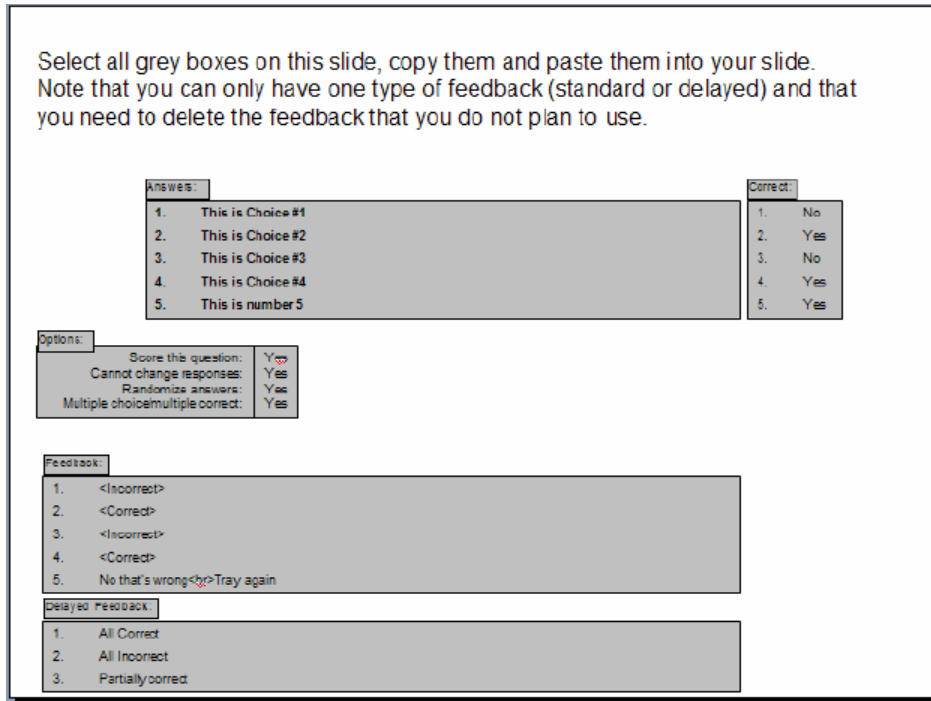 Select all grey boxes on this slide, copy them and paste them into your slide.
Note that you can only have one type of feedback (standard or delayed) and that
you need to delete the feedback that you do not plan to use.
Answers:
Correct:
1. This is Choice #1
1. No
2. This is Choice #2
2. Yes
3. This is Choice #3
3. No
4. This is Choice #4
4. Yes
5. This is number 5
5. Yes
Options:
Score this question: Yes
Cannot change responses: Yes
Randomize answers: Yes
Multiple choice/multiple correct: Yes
Feedback:
1. <Incorrect>
2. <Correct>
3. <Incorrect>
4. <Correct>
5. No that's wrong<br>Tray again
Delayed Feedback:
1. All Correct
2. All Incorrect
3. Partially correct